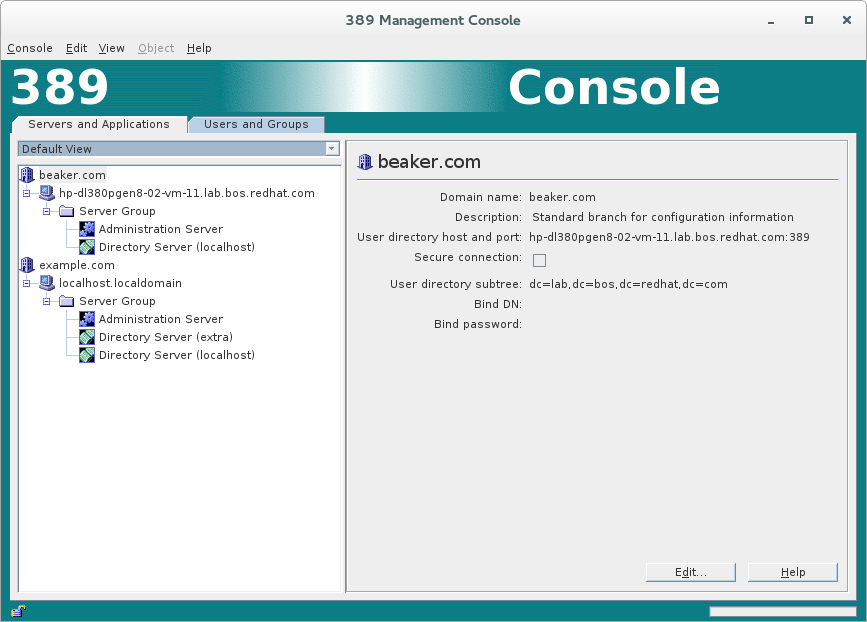 389 Management Console
Console Edit View Object Help
389 Console
Servers and Applications Users and Groups
Default View
beaker.com
hp-dl380pgen8-02-vm-11.lab.bos.redhat.com
Server Group
Administration Server
Directory Server (localhost)
example.com
localhost.localdomain
Server Group
Administration Server
Directory Server (extra)
Directory Server (localhost)
beaker.com
Domain name: beaker.com
Description: Standard branch for configuration information
User directory host and port: hp-dl380pgen8-02-vm-11.lab.bos.redhat.com:389
Secure connection:
User directory subtree: dc=lab,dc=bos,dc=redhat,dc=com
Bind DN:
Bind password:
Edit... Help